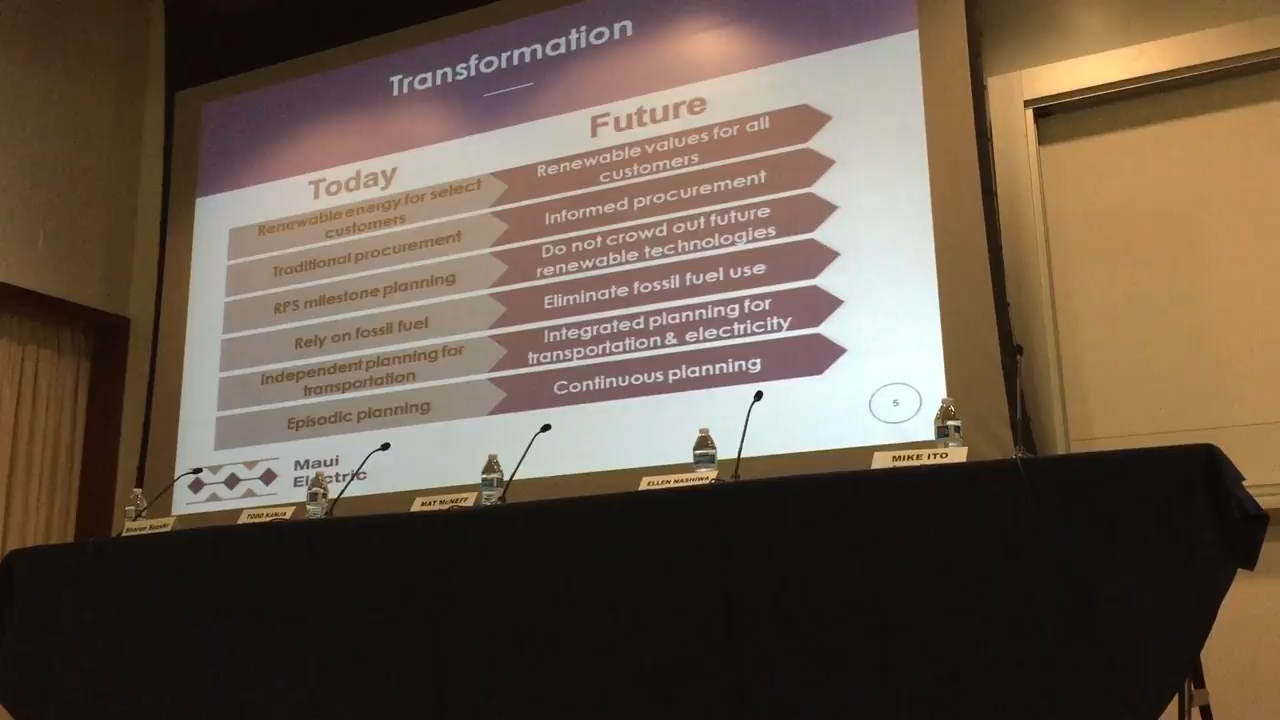 Transformation
Today
Future
Renewable energy for select
customers
Renewable values for all
customers
Traditional procurement
Informed procurement
RPS milestone planning
Do not crowd out future
renewable technologies
Rely on fossil fuel
Eliminate fossil fuel use
Independent planning for
transportation
Integrated planning for
transportation & electricity
Episodic planning
Continuous planning
5
Maui
Electric
Sharon Suzuki
TODD KANJA
MAT McNEFF
ELLEN NASHIWA
MIKE ITO